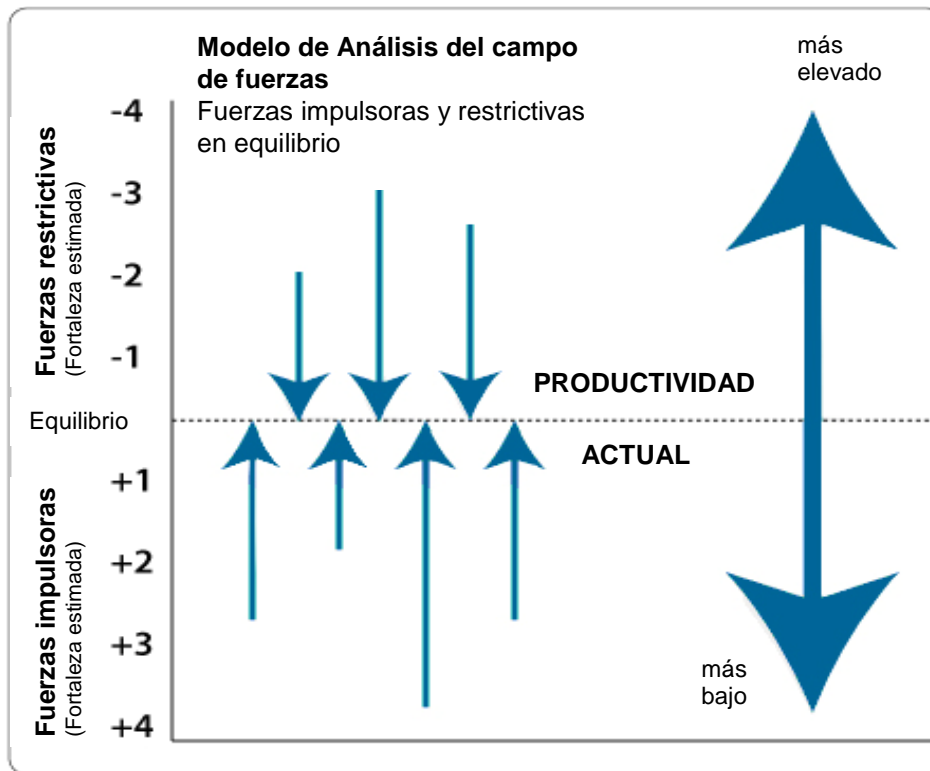 Modelo de Análisis del campo
de fuerzas
Fuerzas impulsoras y restrictivas
en equilibrio
más
elevado
Fuerzas restrictivas
(Fortaleza estimada)
-4
-3
-2
-1
PRODUCTIVIDAD
Equilibrio
ACTUAL
Fuerzas impulsoras
(Fortaleza estimada)
+1
+2
+3
+4
más
bajo